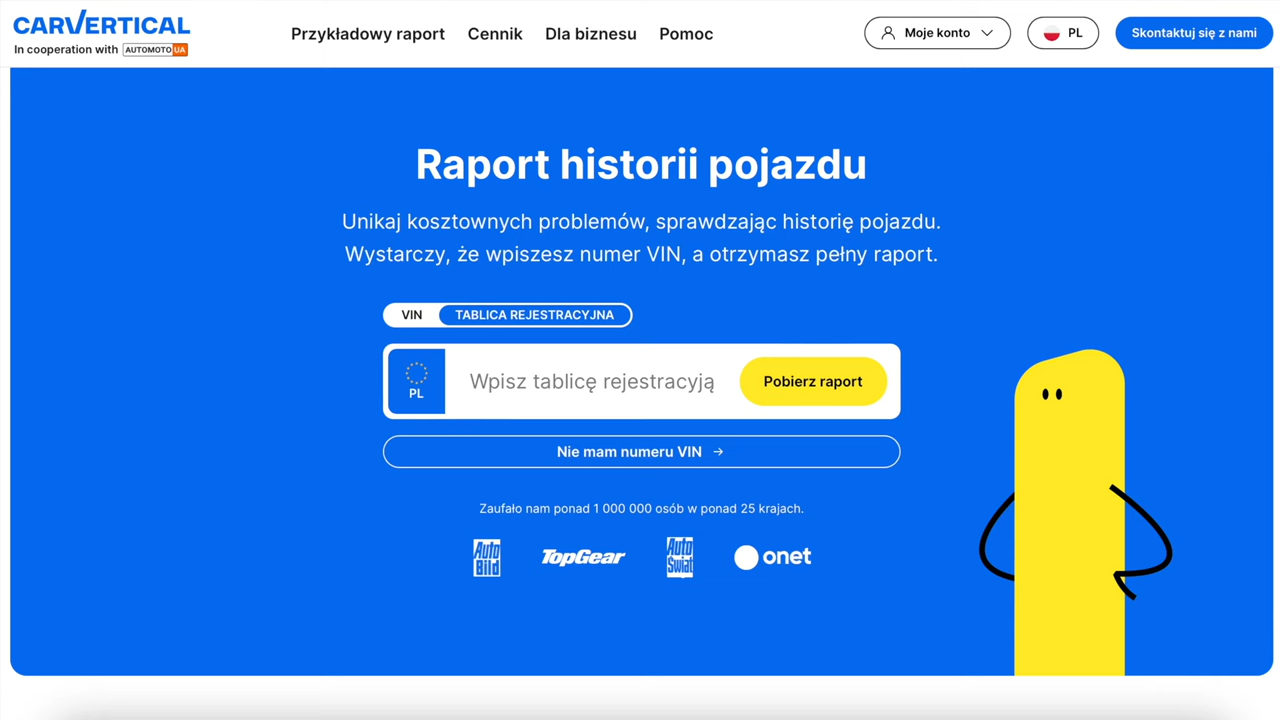 CARVERTICAL
In cooperation with AUTOMOTO UA
Przykładowy raport
Cennik
Dla biznesu
Pomoc
Moje konto
PL
Skontaktuj się z nami
Raport historii pojazdu
Unikaj kosztownych problemów, sprawdzając historię pojazdu.
Wystarczy, że wpiszesz numer VIN, a otrzymasz pełny raport.
VIN
TABLICA REJESTRACYJNA
PL
Wpisz tablicę rejestracyją
Pobierz raport
Nie mam numeru VIN →
Zaufało nam ponad 1 000 000 osób w ponad 25 krajach.
Auto
Bild
TopGear
Auto
Świat
onet